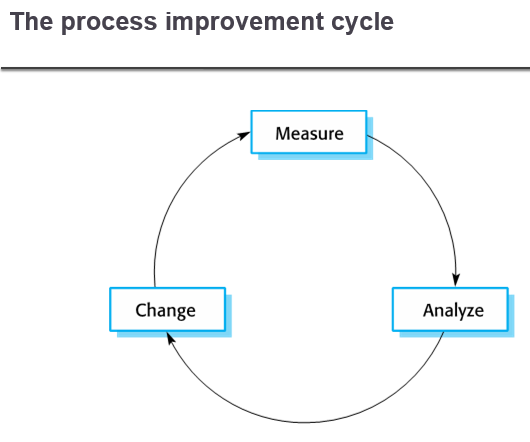 The process improvement cycle
Measure
Change
Analyze